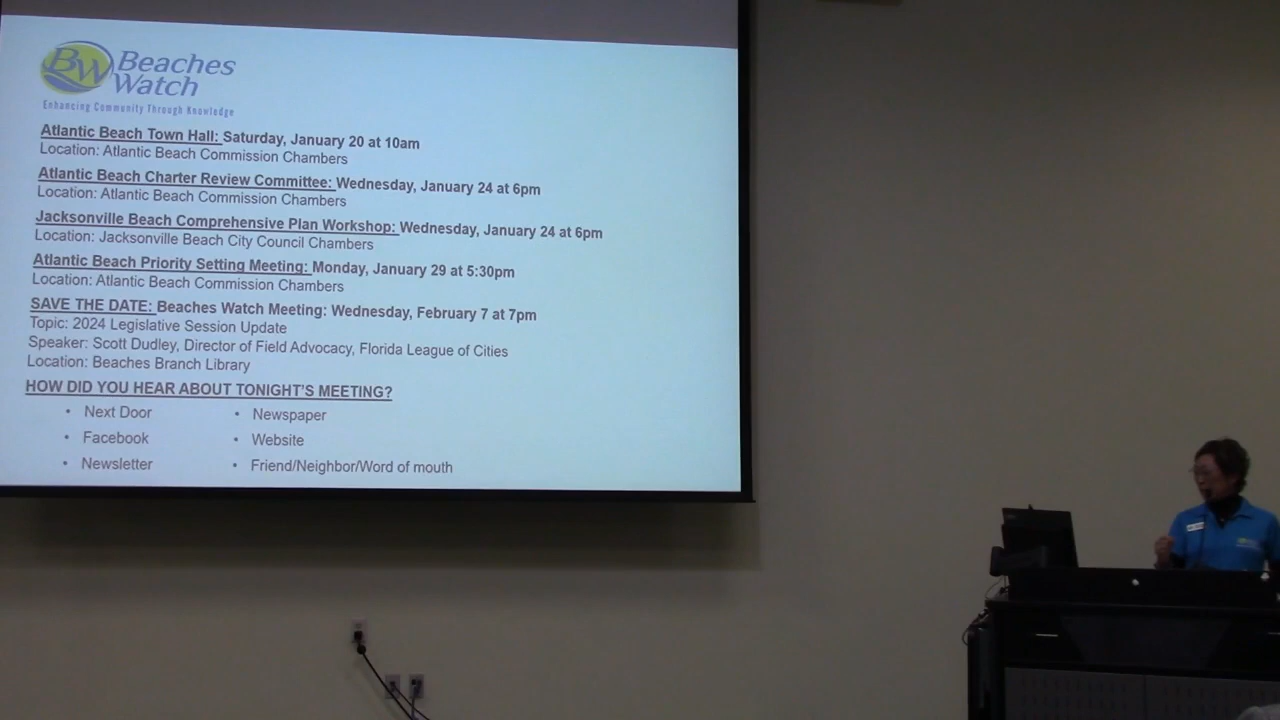 BW Beaches
Watch
Enhancing Community Through Knowledge
Atlantic Beach Town Hall: Saturday, January 20 at 10am
Location: Atlantic Beach Commission Chambers
Atlantic Beach Charter Review Committee: Wednesday, January 24 at 6pm
Location: Atlantic Beach Commission Chambers
Jacksonville Beach Comprehensive Plan Workshop: Wednesday, January 24 at 6pm
Location: Jacksonville Beach City Council Chambers
Atlantic Beach Priority Setting Meeting: Monday, January 29 at 5:30pm
Location: Atlantic Beach Commission Chambers
SAVE THE DATE: Beaches Watch Meeting: Wednesday, February 7 at 7pm
Topic: 2024 Legislative Session Update
Speaker: Scott Dudley, Director of Field Advocacy, Florida League of Cities
Location: Beaches Branch Library
HOW DID YOU HEAR ABOUT TONIGHT'S MEETING?
• Next Door • Newspaper
• Facebook • Website
• Newsletter • Friend/Neighbor/Word of mouth